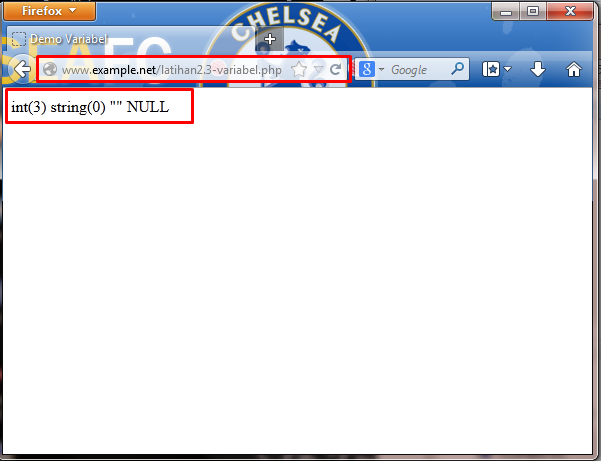 Firefox
CHELSEA
Demo Variabel
www.example.net/latihan2.3-variabel.php
Google
int(3) string(0) "" NULL